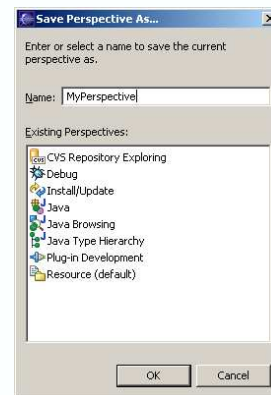 Save Perspective As...
Enter or select a name to save the current
perspective as.
Name: MyPerspective
Existing Perspectives:
CVS CVS Repository Exploring
Debug
Install/Update
Java
Java Browsing
Java Type Hierarchy
Plug-in Development
Resource (default)
OK Cancel